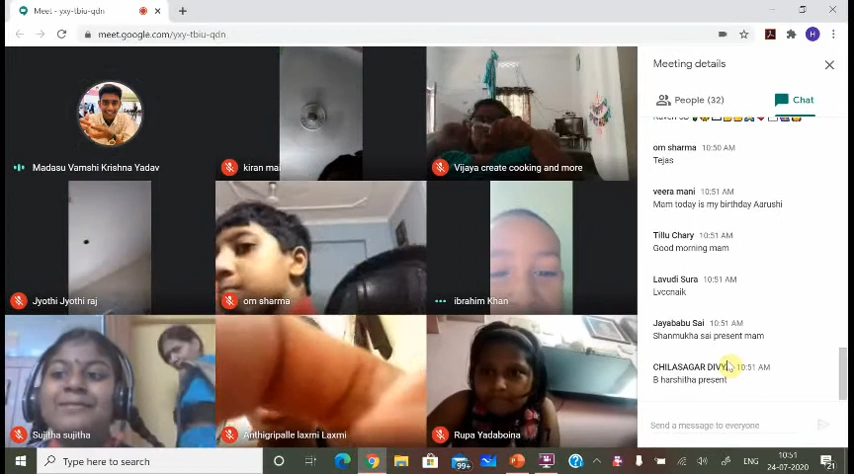 Meet - yxy-tbiu-qdn
meet.google.com/yxy-tbiu-qdn
H
Meeting details
People (32)
Chat
om sharma 10:50 AM
Tejas
veera mani 10:51 AM
Mam today is my birthday Aarushi
Tillu Chary 10:51 AM
Good morning mam
Lavudi Sura 10:51 AM
Lvccnaik
Jayababu Sai 10:51 AM
Shanmukha sai present mam
CHILASAGAR 10:51 AM
B harshitha present
Send a message to everyone
Madasu Vamshi Krishna Yadav
kiran mal
Vijaya create cooking and more
Jyothi Jyothi raj
om sharma
ibrahim Khan
Sujitha sujitha
Anthigripalle laxmi Laxmi
Rupa Yadaboina
Type here to search
99+
ENG
10:51
24-07-2020
21